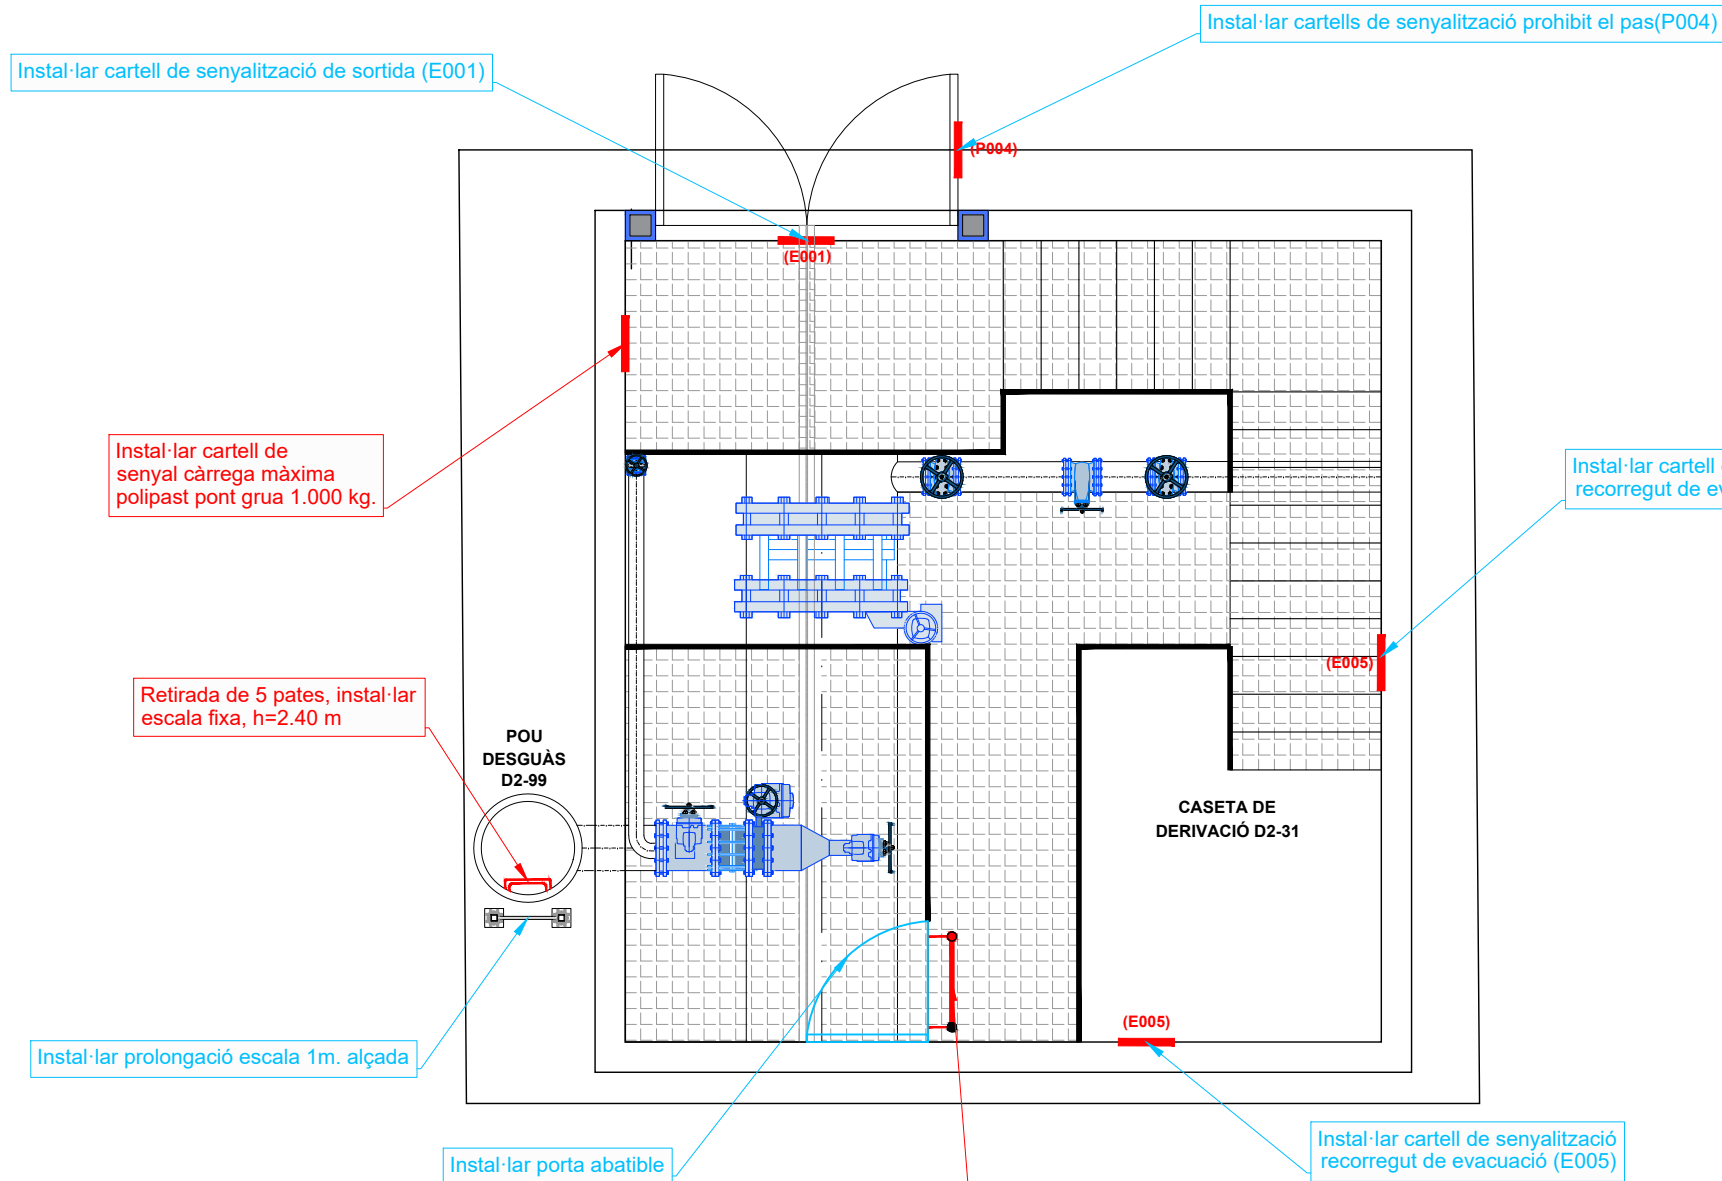 Instal·lar cartells de senyalització prohibit el pas(P004)
Instal·lar cartell de senyalització de sortida (E001)
(P004)
(E001)
Instal·lar cartell de
senyal càrrega màxima
polipast pont grua 1.000 kg.
Instal·lar cartell
recorregut de
(E005)
Retirada de 5 pates, instal·lar
escala fixa, h=2.40 m
POU
DESGUÀS
D2-99
CASETA DE
DERIVACIÓ D2-31
(E005)
Instal·lar prolongació escala 1m. alçada
Instal·lar porta abatible
Instal·lar cartell de senyalització
recorregut de evacuació (E005)